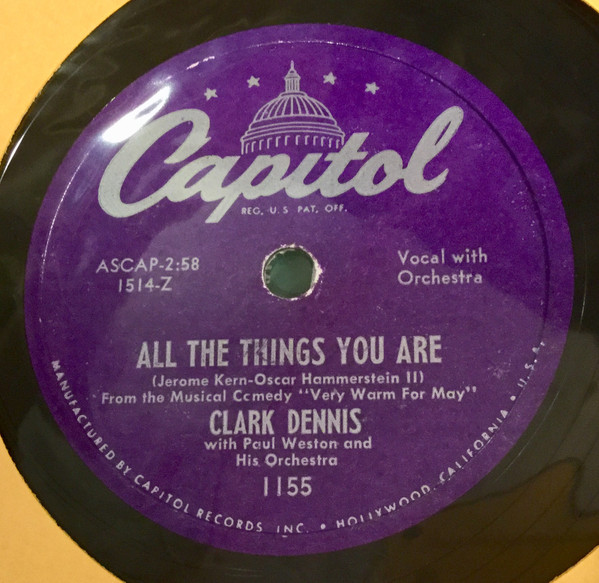 Capitol
REG. U.S. PAT. OFF.
ASCAP-2:58
1514-Z
Vocal with
Orchestra
ALL THE THINGS YOU ARE
(Jerome Kern-Oscar Hammerstein II)
From the Musical Comedy "Very Warm For May"
CLARK DENNIS
with Paul Weston and
His Orchestra
1155
MANUFACTURED BY CAPITOL RECORDS, INC. • HOLLYWOOD, CALIFORNIA • U.S.A.